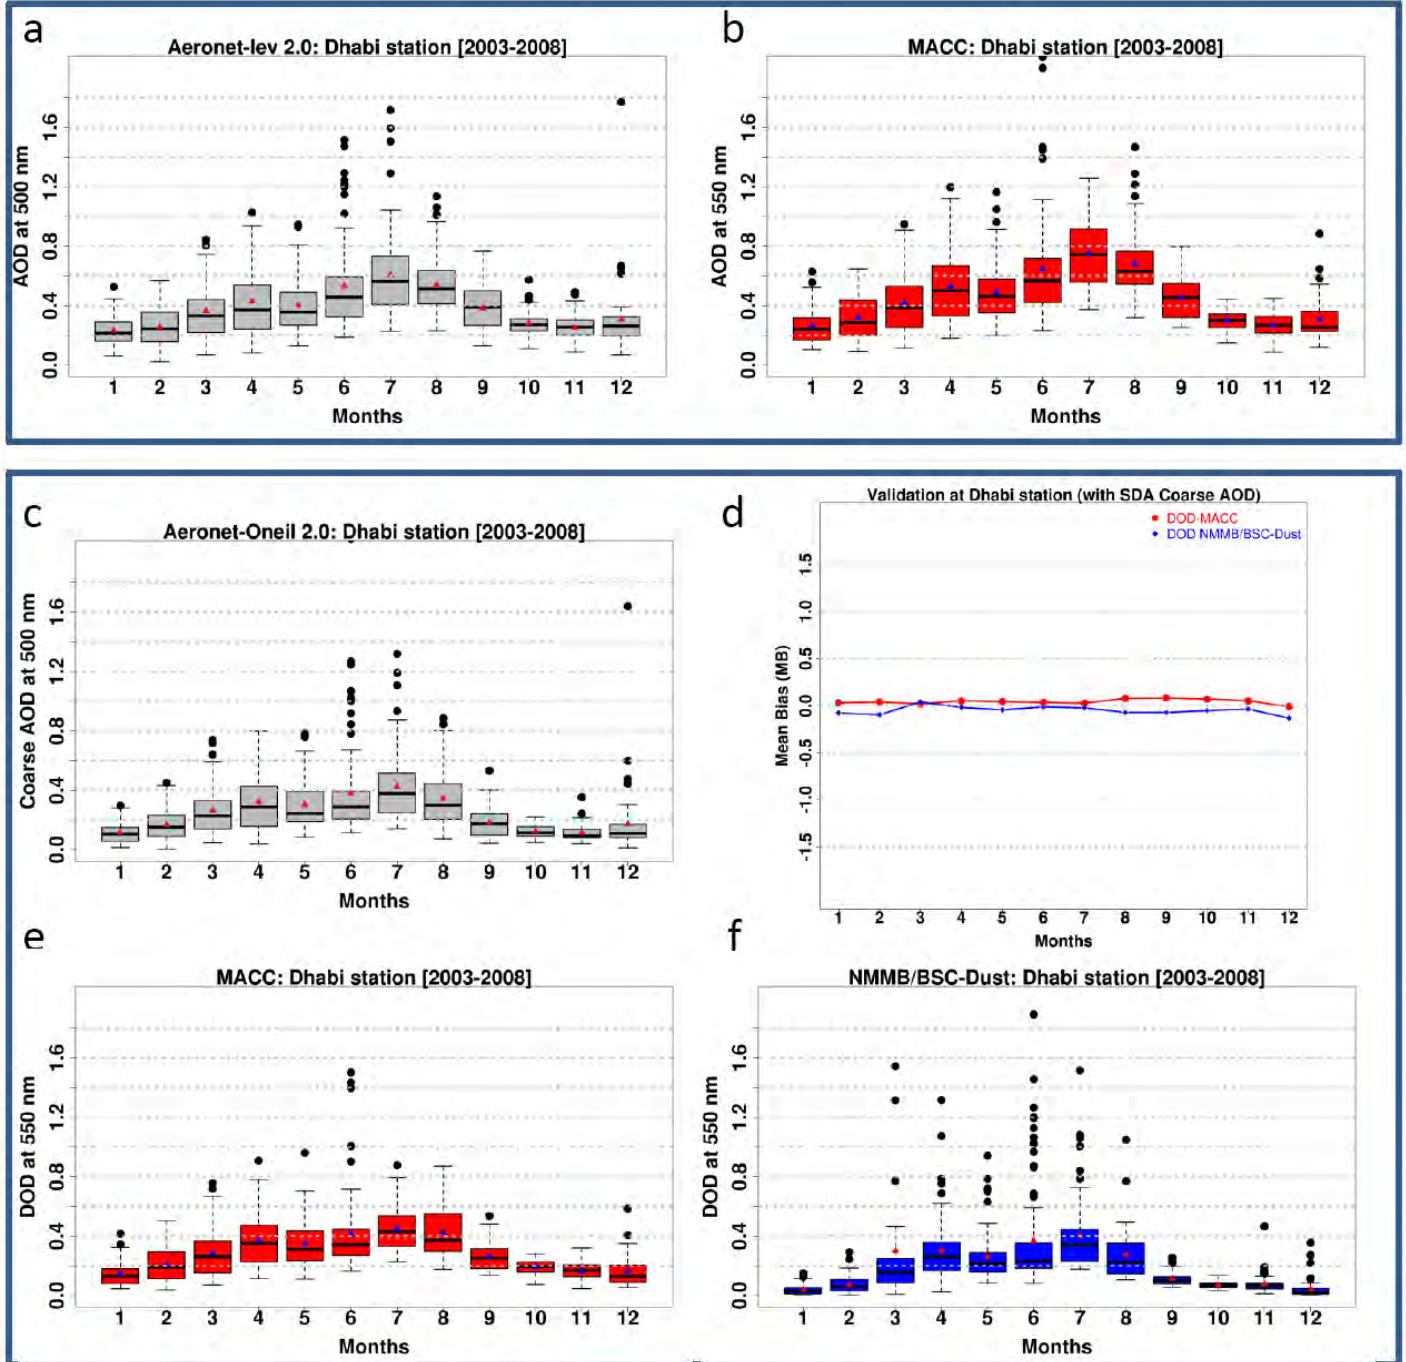 a
Aeronet-lev 2.0: Dhabi station [2003-2008]
AOD at 500 nm
0.0 0.4 0.8 1.2 1.6
1 2 3 4 5 6 7 8 9 10 11 12
Months
b
MACC: Dhabi station [2003-2008]
AOD at 550 nm
0.0 0.4 0.8 1.2 1.6
1 2 3 4 5 6 7 8 9 10 11 12
Months
c
Aeronet-Oneil 2.0: Dhabi station [2003-2008]
Coarse AOD at 500 nm
0.0 0.4 0.8 1.2 1.6
1 2 3 4 5 6 7 8 9 10 11 12
Months
d
Validation at Dhabi station (with SDA Coarse AOD)
DOD-MACC
DOD NMMB/BSC-Dust
Mean Bias (MB)
-1.5 -1.0 -0.5 0.0 0.5 1.0 1.5
1 2 3 4 5 6 7 8 9 10 11 12
Months
e
MACC: Dhabi station [2003-2008]
DOD at 550 nm
0.0 0.4 0.8 1.2 1.6
1 2 3 4 5 6 7 8 9 10 11 12
Months
f
NMMB/BSC-Dust: Dhabi station [2003-2008]
DOD at 550 nm
0.0 0.4 0.8 1.2 1.6
1 2 3 4 5 6 7 8 9 10 11 12
Months